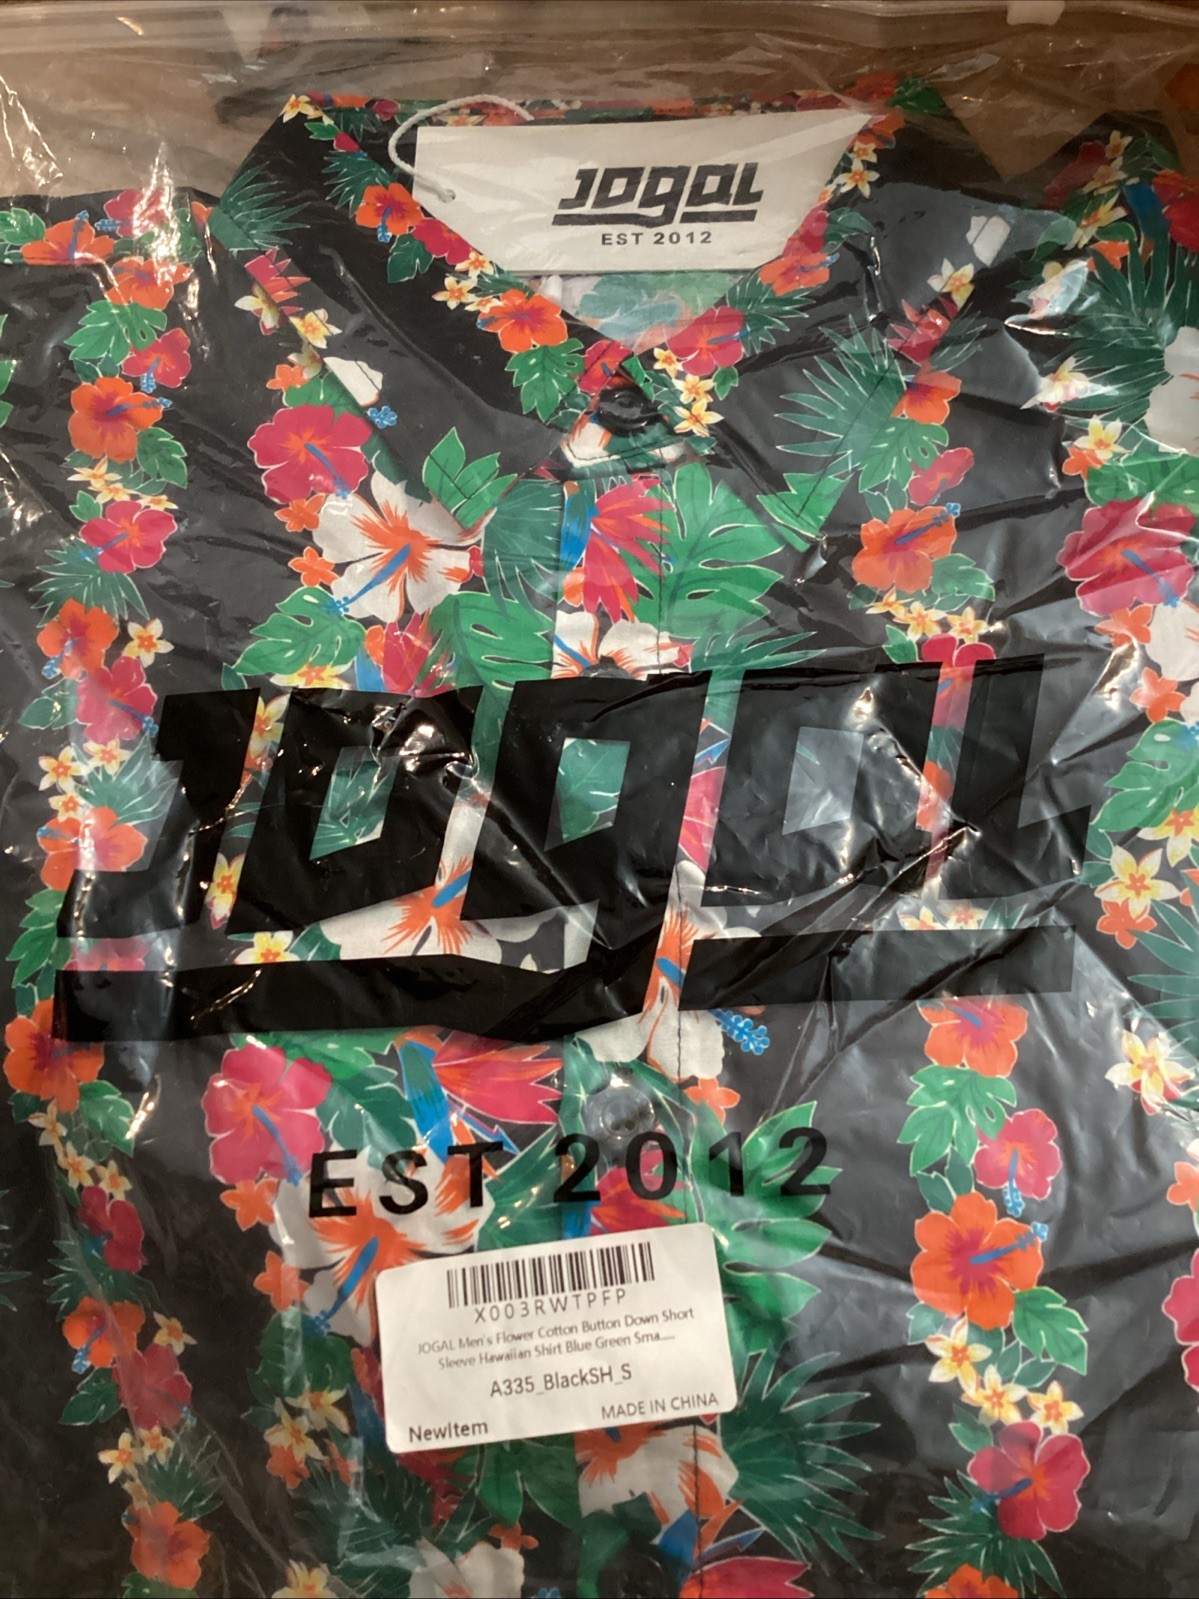 JOGAL
EST 2012
JOGAL
EST 2012
X003RWTPFP
JOGAL Men's Flower Cotton Button Down Short
Sleeve Hawaiian Shirt Blue Green Sma.....
A335_BlackSH_S
MADE IN CHINA
NewItem